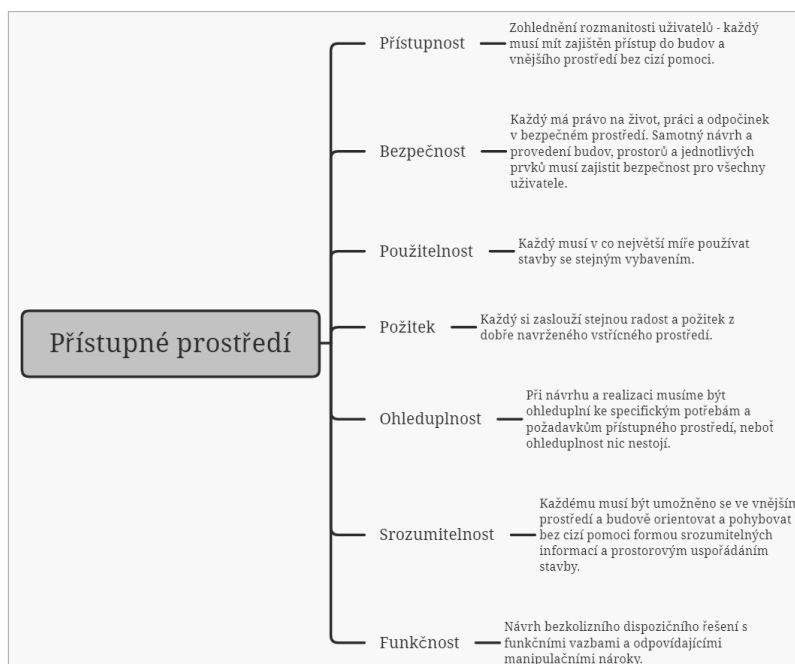 Přístupné prostředí
Přístupnost
Zohlednění rozmanitosti uživatelů - každý
musí mít zajištěn přístup do budov a
vnějšího prostředí bez cizí pomoci.
Bezpečnost
Každý má právo na život, práci a odpočinek
v bezpečném prostředí. Samotný návrh a
provedení budov, prostorů a jednotlivých
prvků musí zajistit bezpečnost pro všechny
uživatele.
Použitelnost
Každý musí v co největší míře používat
stavby se stejným vybavením.
Požitek
Každý si zaslouží stejnou radost a požitek z
dobře navrženého vstřícného prostředí.
Ohleduplnost
Při návrhu a realizaci musíme být
ohleduplní ke specifickým potřebám a
požadavkům přístupného prostředí, neboť
ohleduplnost nic nestojí.
Srozumitelnost
Každému musí být umožněno se ve vnějším
prostředí a budově orientovat a pohybovat
bez cizí pomoci formou srozumitelných
informací a prostorovým uspořádáním
stavby.
Funkčnost
Návrh bezkolizního dispozičního řešení s
funkčními vazbami a odpovídajícími
manipulačními nároky.